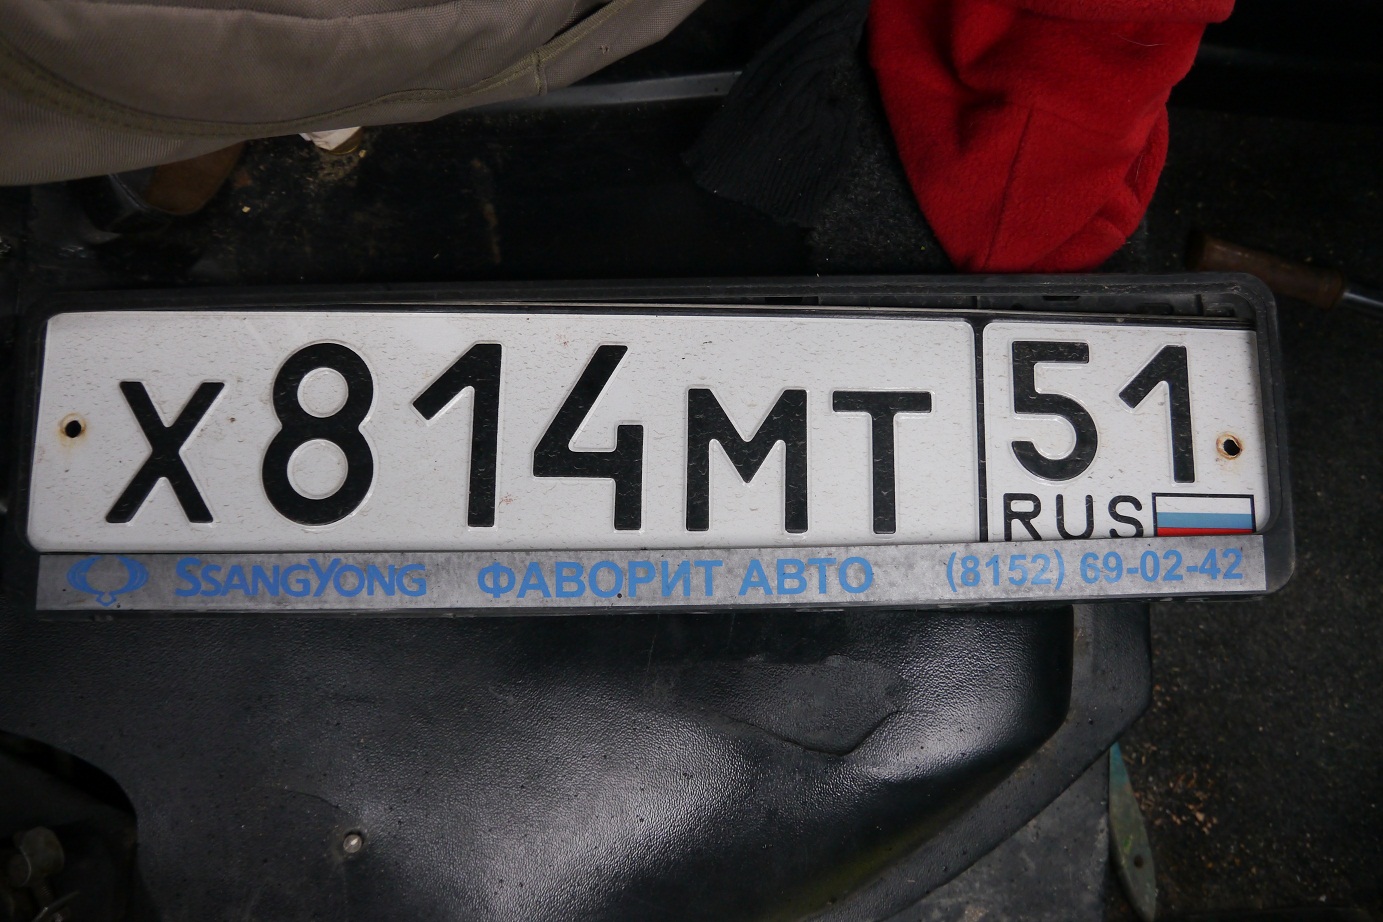 Х814МТ 51
RUS
SSANGYONG ФАВОРИТ АВТО (8152) 69-02-42